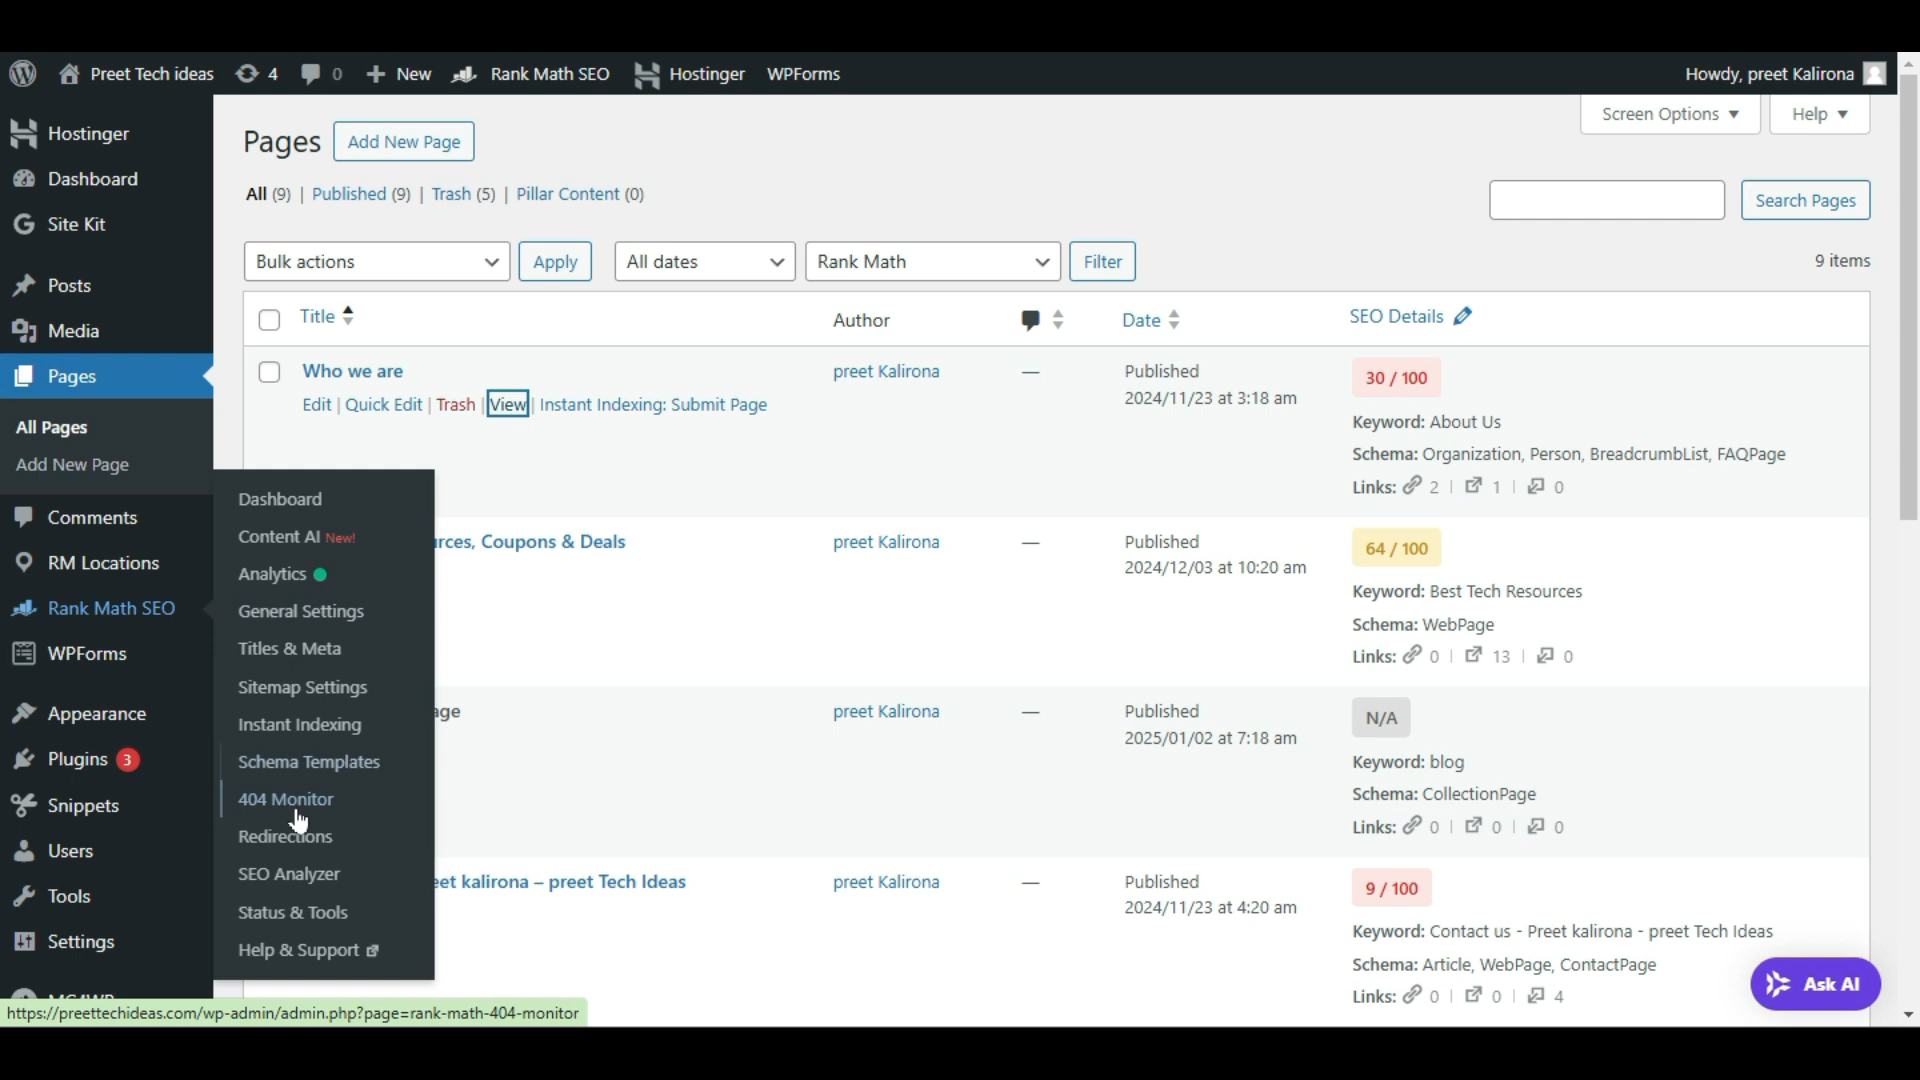 Preet Tech ideas 4 0 New Rank Math SEO Hostinger WPForms Howdy, preet Kalirona
Hostinger
Dashboard
Site Kit
Posts
Media
Pages
All Pages
Add New Page
Comments
RM Locations
Rank Math SEO
WPForms
Appearance
Plugins 3
Snippets
Users
Tools
Settings
Dashboard
Content AI New!
Analytics
General Settings
Titles & Meta
Sitemap Settings
Instant Indexing
Schema Templates
404 Monitor
Redirections
SEO Analyzer
Status & Tools
Help & Support
Screen Options Help
Pages Add New Page
All (9) | Published (9) | Trash (5) | Pillar Content (0)
Search Pages
Bulk actions Apply All dates Rank Math Filter 9 items
Title Author Date SEO Details
Who we are preet Kalirona — Published 30 / 100
Edit | Quick Edit | Trash | View | Instant Indexing: Submit Page 2024/11/23 at 3:18 am
Keyword: About Us
Schema: Organization, Person, BreadcrumbList, FAQPage
Links: 2 | 1 | 0
urces, Coupons & Deals preet Kalirona — Published 64 / 100
2024/12/03 at 10:20 am
Keyword: Best Tech Resources
Schema: WebPage
Links: 0 | 13 | 0
age preet Kalirona — Published N/A
2025/01/02 at 7:18 am
Keyword: blog
Schema: CollectionPage
Links: 0 | 0 | 0
eet kalirona – preet Tech Ideas preet Kalirona — Published 9 / 100
2024/11/23 at 4:20 am
Keyword: Contact us - Preet kalirona - preet Tech Ideas
Schema: Article, WebPage, ContactPage
Links: 0 | 0 | 4
Ask AI
https://preettechideas.com/wp-admin/admin.php?page=rank-math-404-monitor